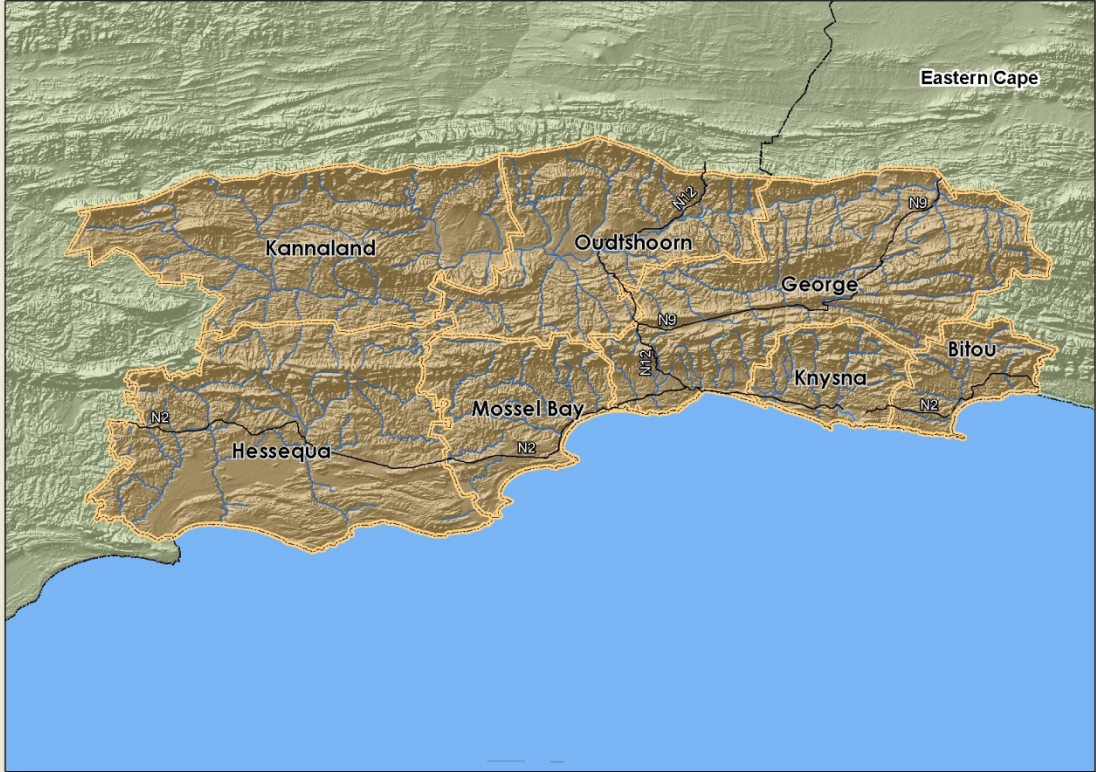 Eastern Cape
N12
N9
Kannaland
Oudtshoorn
George
N9
N12
Bitou
Knysna
Mossel Bay
N2
N2
Hessequa
N2